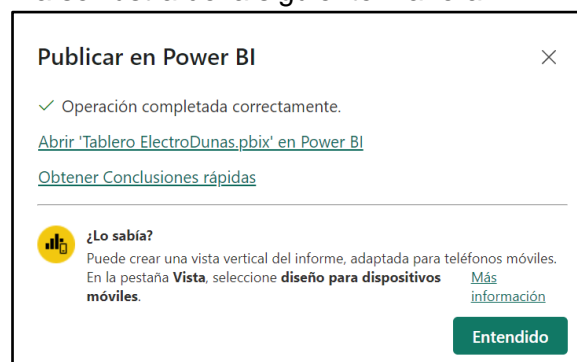 Publicar en Power BI
Operación completada correctamente.
Abrir 'Tablero ElectroDunas.pbix' en Power BI
Obtener Conclusiones rápidas
¿Lo sabía?
Puede crear una vista vertical del informe, adaptada para teléfonos móviles.
En la pestaña Vista, seleccione diseño para dispositivos móviles.
Más información
Entendido